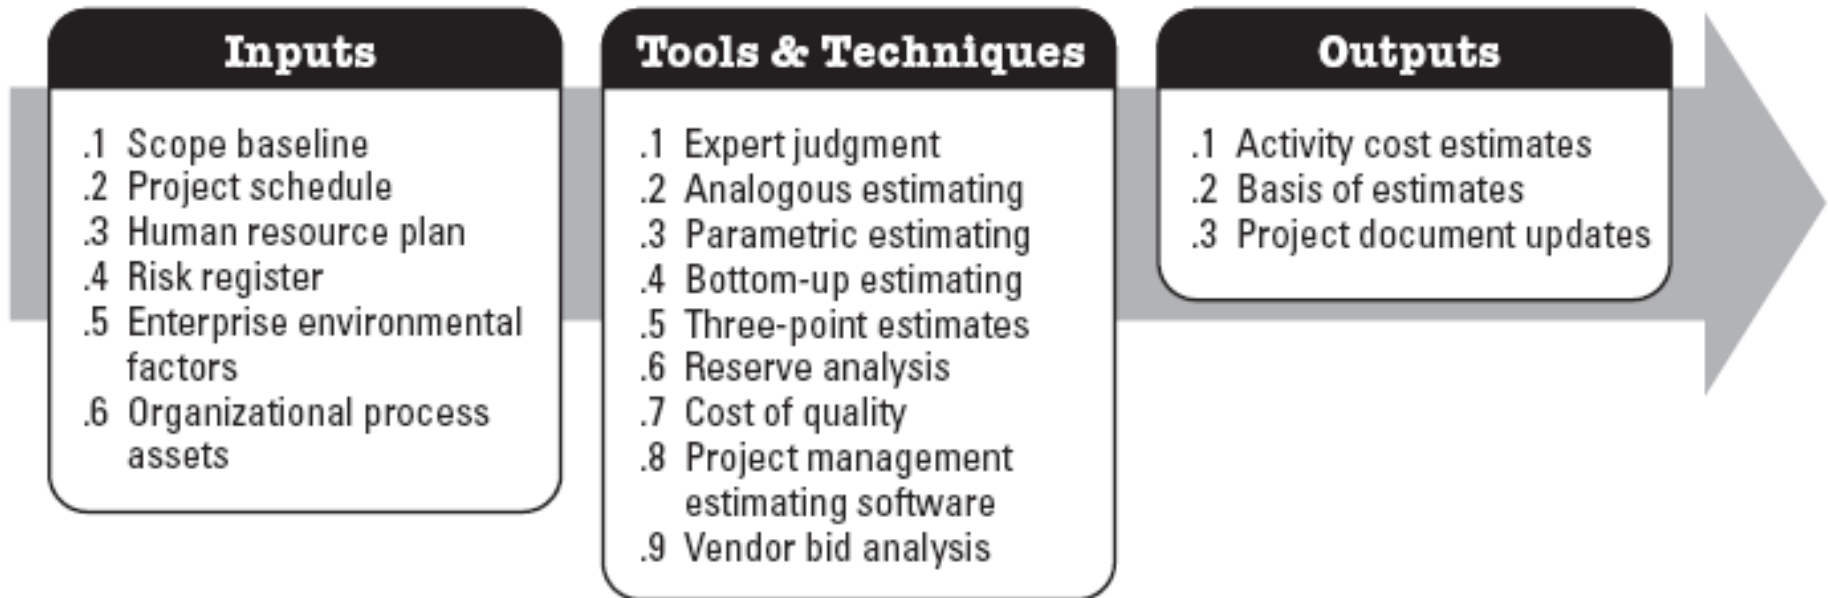 Inputs
.1 Scope baseline
.2 Project schedule
.3 Human resource plan
.4 Risk register
.5 Enterprise environmental
factors
.6 Organizational process
assets
Tools & Techniques
.1 Expert judgment
.2 Analogous estimating
.3 Parametric estimating
.4 Bottom-up estimating
.5 Three-point estimates
.6 Reserve analysis
.7 Cost of quality
.8 Project management
estimating software
.9 Vendor bid analysis
Outputs
.1 Activity cost estimates
.2 Basis of estimates
.3 Project document updates